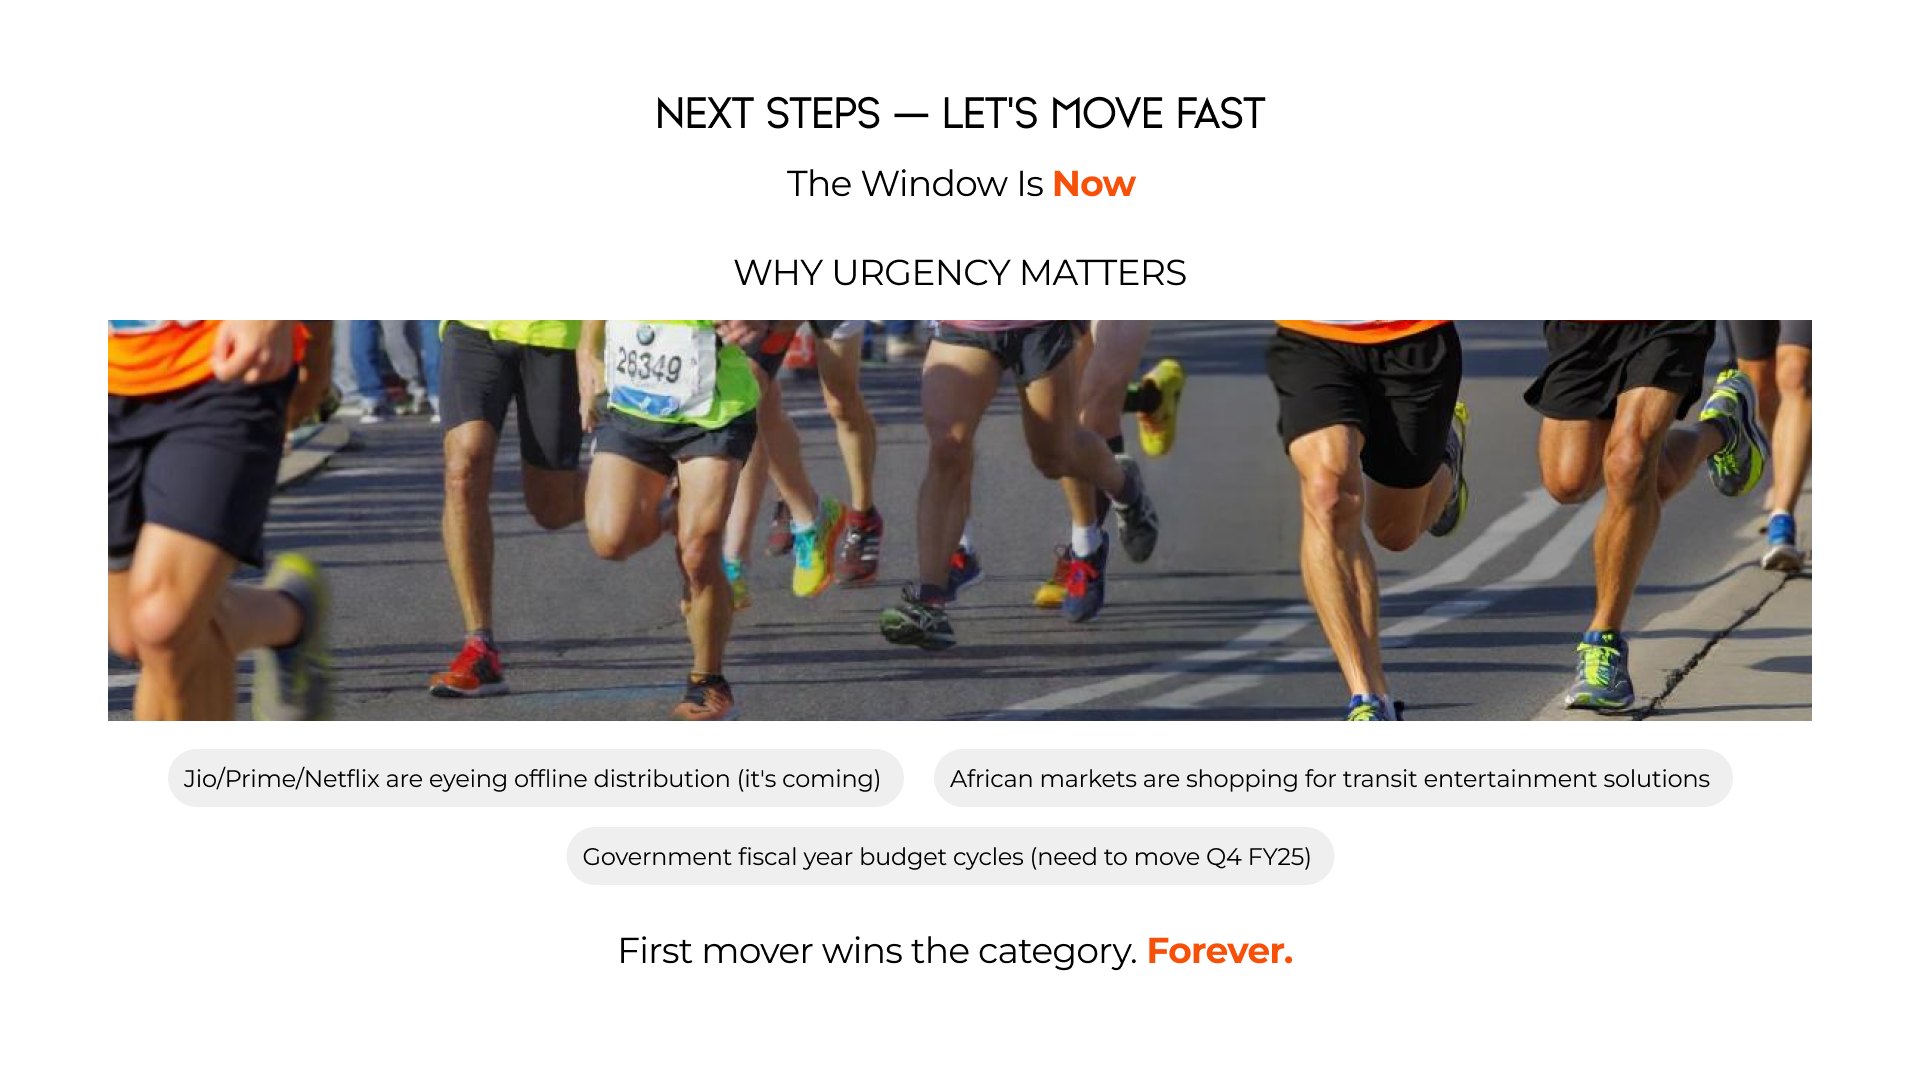 NEXT STEPS — LET'S MOVE FAST
The Window Is Now
WHY URGENCY MATTERS
26349
Jio/Prime/Netflix are eyeing offline distribution (it's coming)
African markets are shopping for transit entertainment solutions
Government fiscal year budget cycles (need to move Q4 FY25)
First mover wins the category. Forever.